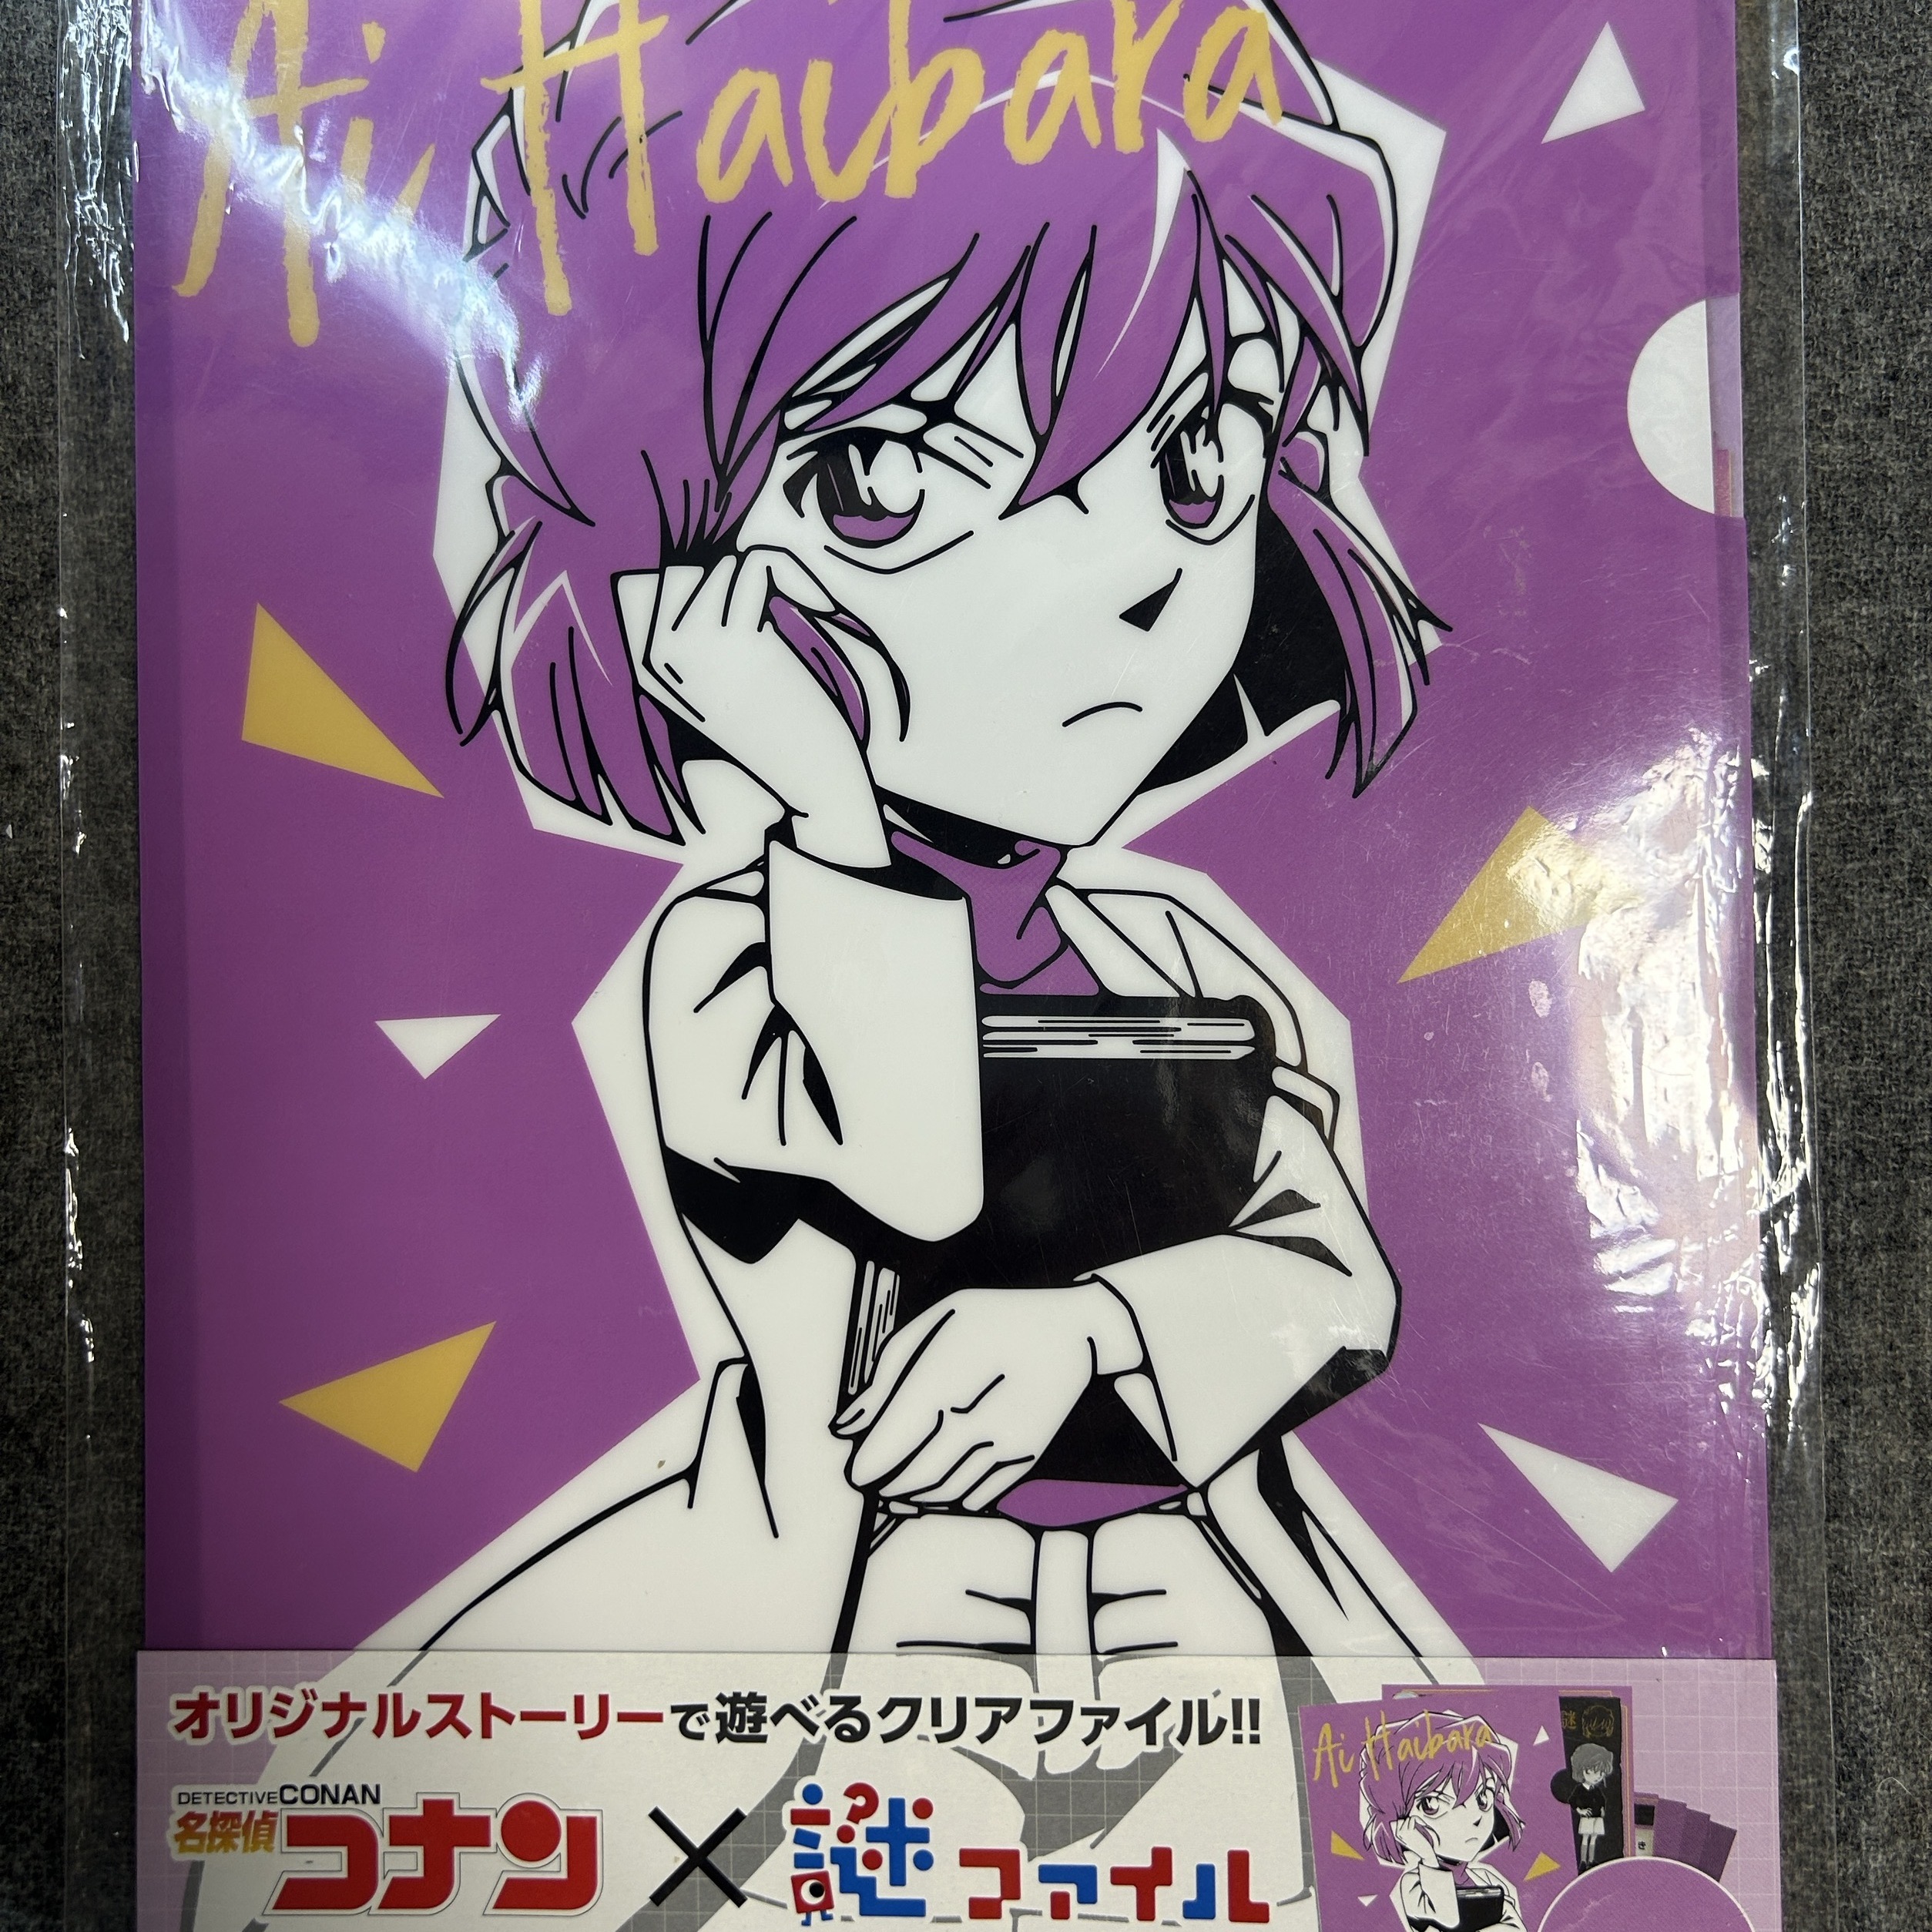 Ai Haibara
オリジナルストーリーで遊べるクリアファイル!!
DETECTIVE CONAN
名探偵コナン × 謎ファイル
Ai Haibara
謎